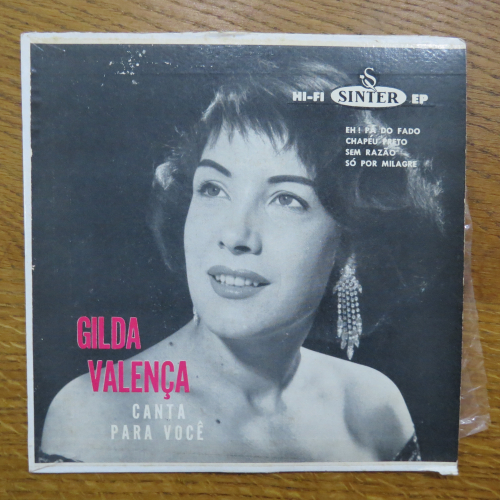 HI-FI SINTER EP
EH! PÁ DO FADO
CHAPÉU PRETO
SEM RAZÃO
SÓ POR MILAGRE
GILDA
VALENÇA
CANTA
PARA VOCÊ